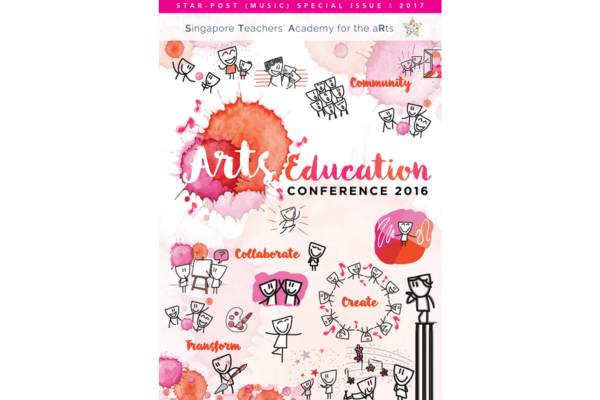 STAR-POST (MUSIC) SPECIAL ISSUE | 2017
Singapore Teachers' Academy for the aRts
Community
Arts Education
CONFERENCE 2016
Collaborate
Create
Transform
?